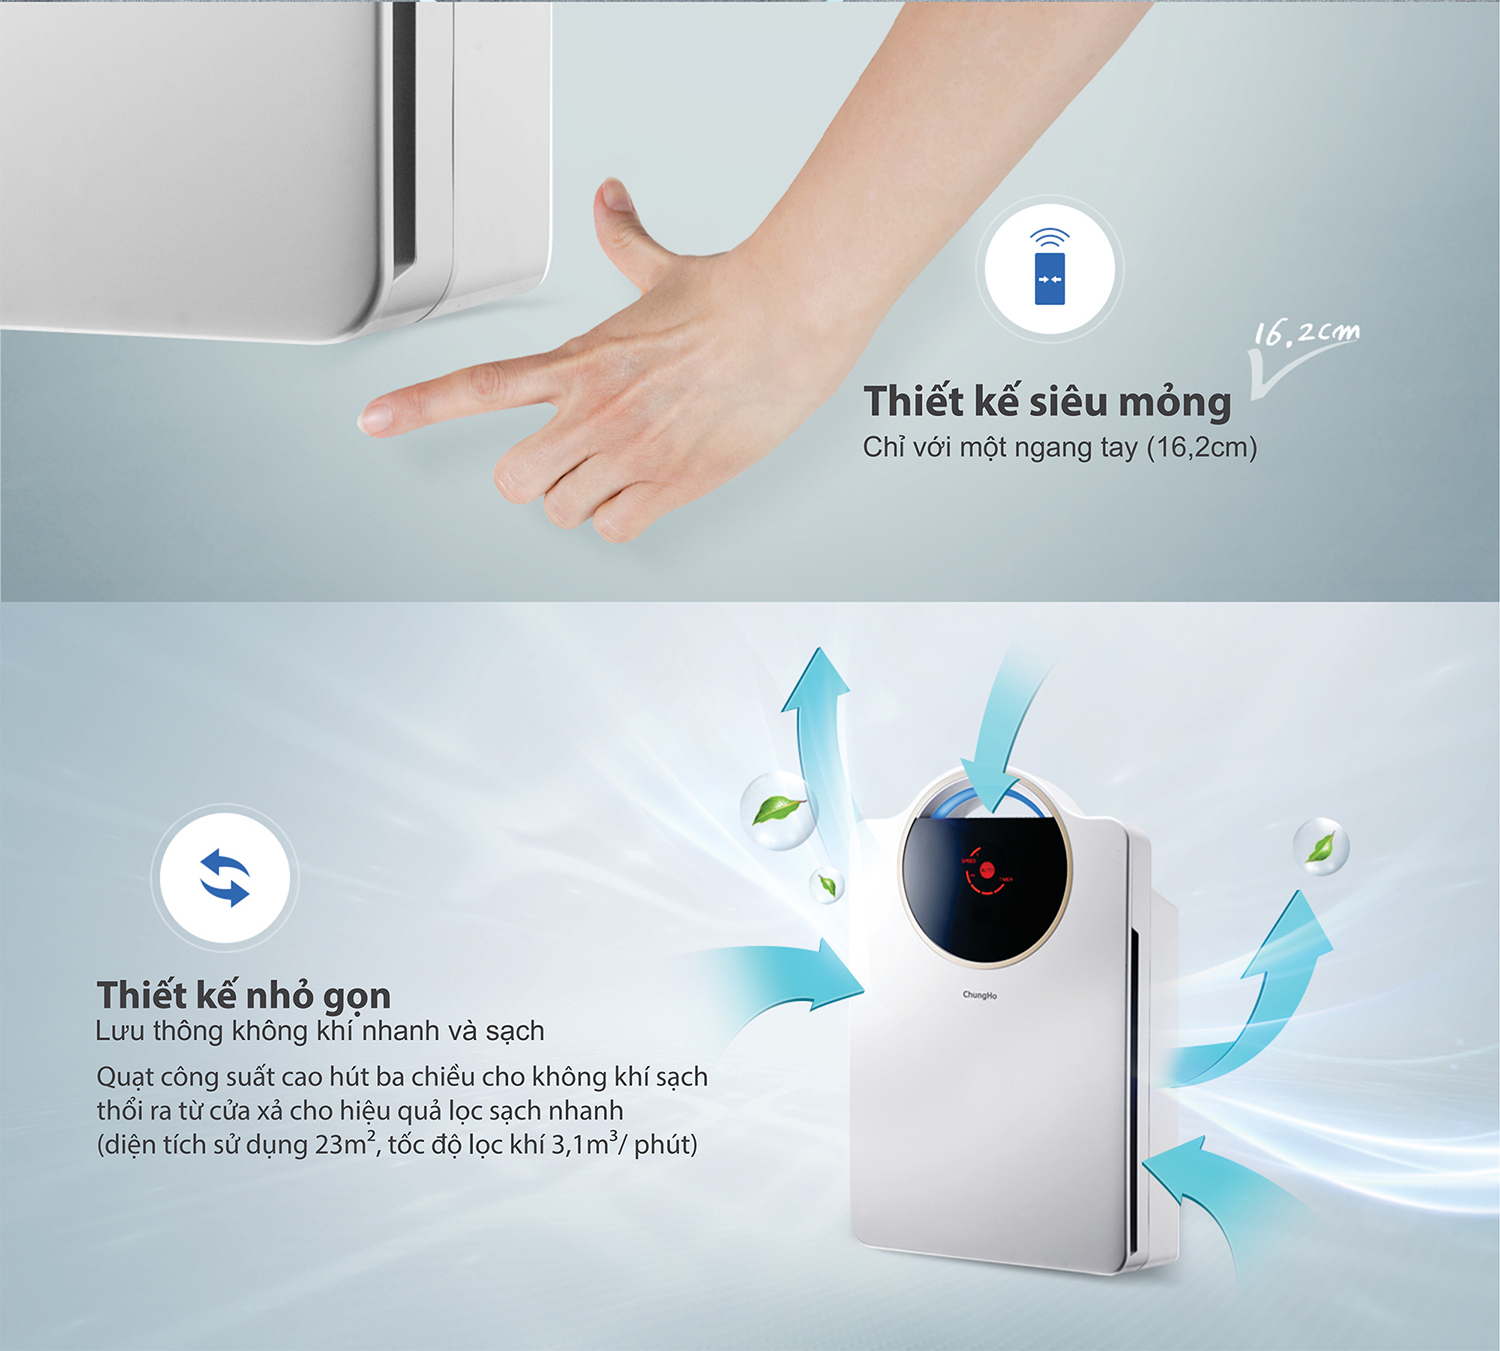 16.2cm
Thiết kế siêu mỏng
Chỉ với một ngang tay (16,2cm)
Thiết kế nhỏ gọn
Lưu thông không khí nhanh và sạch
Quạt công suất cao hút ba chiều cho không khí sạch
thổi ra từ cửa xả cho hiệu quả lọc sạch nhanh
(diện tích sử dụng 23m², tốc độ lọc khí 3,1m³/ phút)
SPEED
AUTO
TIMER
ChungHo